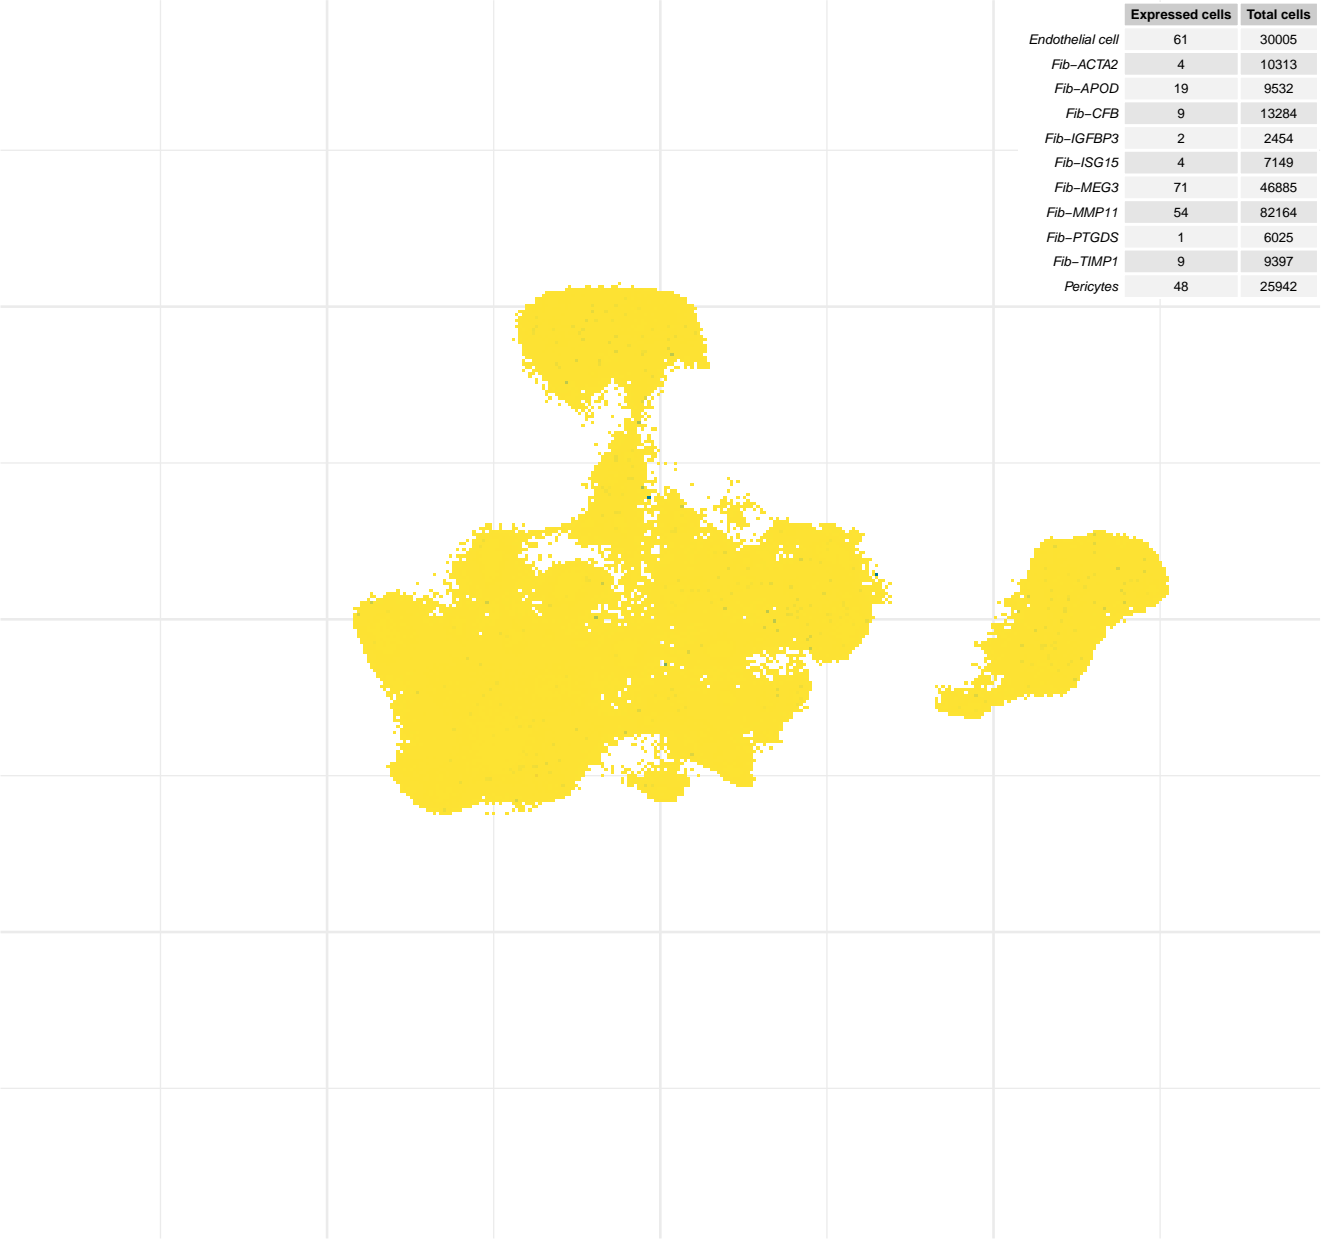 Expressed cells Total cells
Endothelial cell 61 30005
Fib−ACTA2 4 10313
Fib−APOD 19 9532
Fib−CFB 9 13284
Fib−IGFBP3 2 2454
Fib−ISG15 4 7149
Fib−MEG3 71 46885
Fib−MMP11 54 82164
Fib−PTGDS 1 6025
Fib−TIMP1 9 9397
Pericytes 48 25942